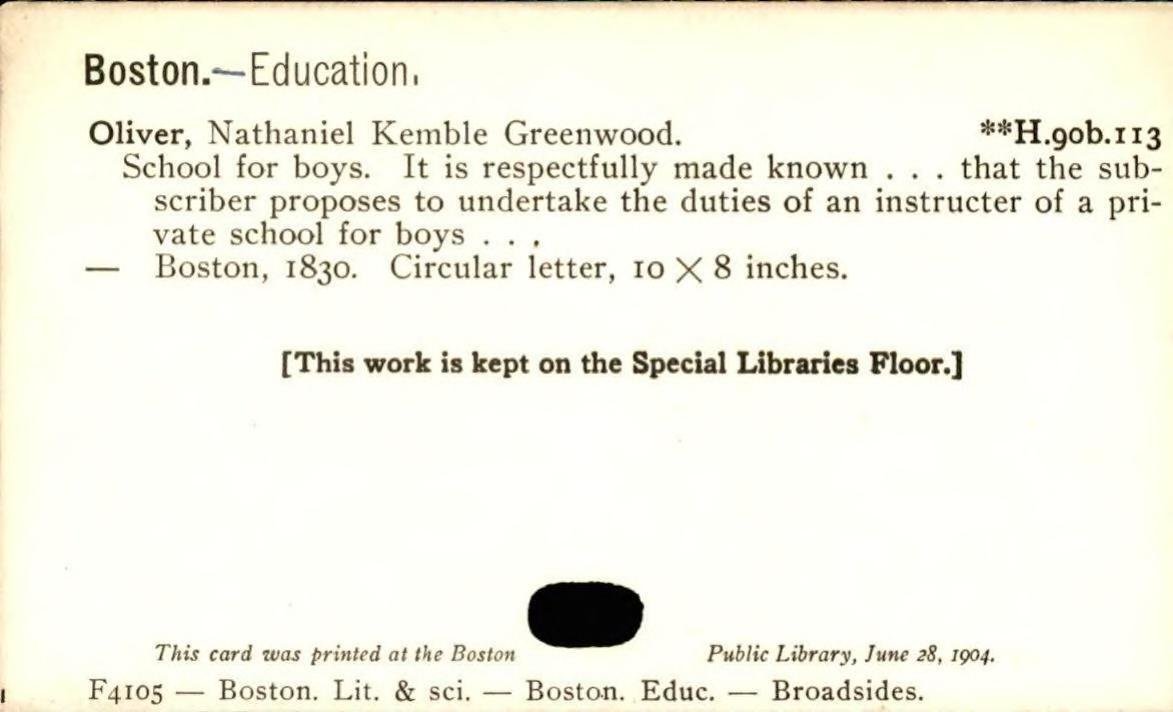 Boston.—Education.
Oliver, Nathaniel Kemble Greenwood. **H.90b.113
School for boys. It is respectfully made known . . . that the sub-
scriber proposes to undertake the duties of an instructer of a pri-
vate school for boys . . .
— Boston, 1830. Circular letter, 10 × 8 inches.
[This work is kept on the Special Libraries Floor.]
This card was printed at the Boston Public Library, June 28, 1904.
F4105 — Boston. Lit. & sci. — Boston. Educ. — Broadsides.